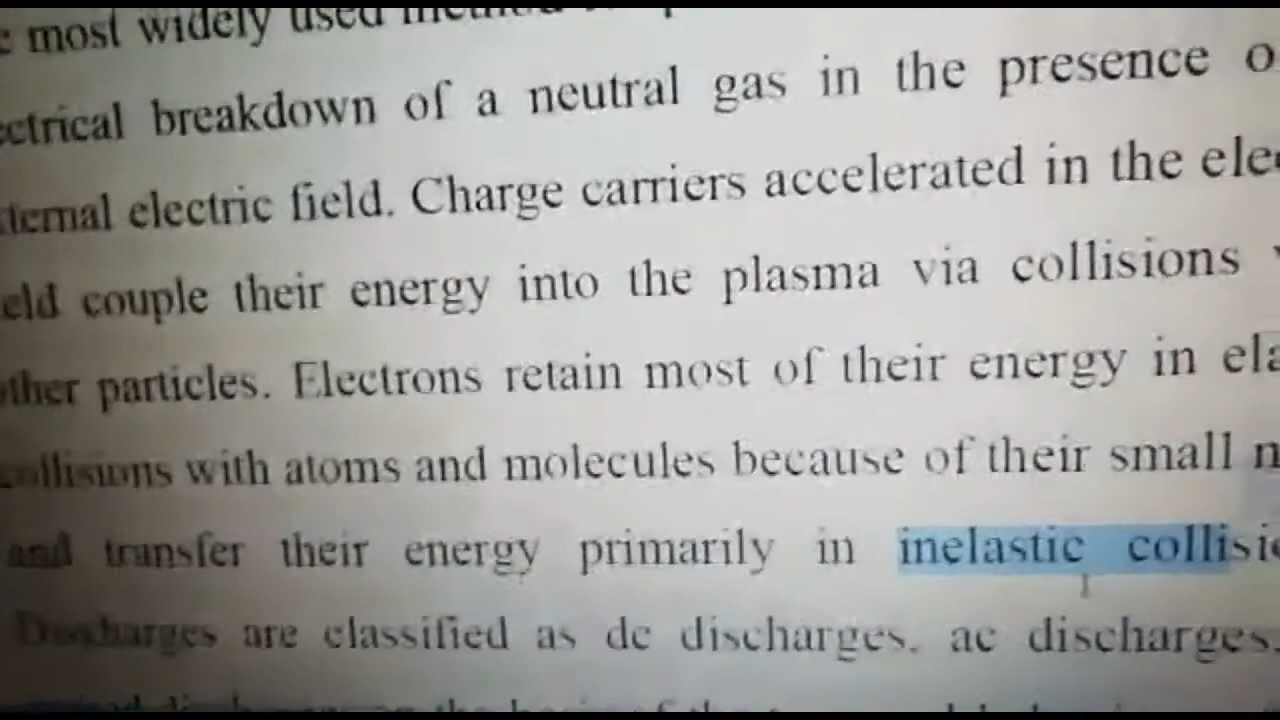 most widely used
ectrical breakdown of a neutral gas in the presence o
ternal electric field. Charge carriers accelerated in the ele
eld couple their energy into the plasma via collisions
ther particles. Electrons retain most of their energy in ela
collisions with atoms and molecules because of their small
and transfer their energy primarily in inelastic collisi
Discharges are classified as dc discharges, ac discharges,